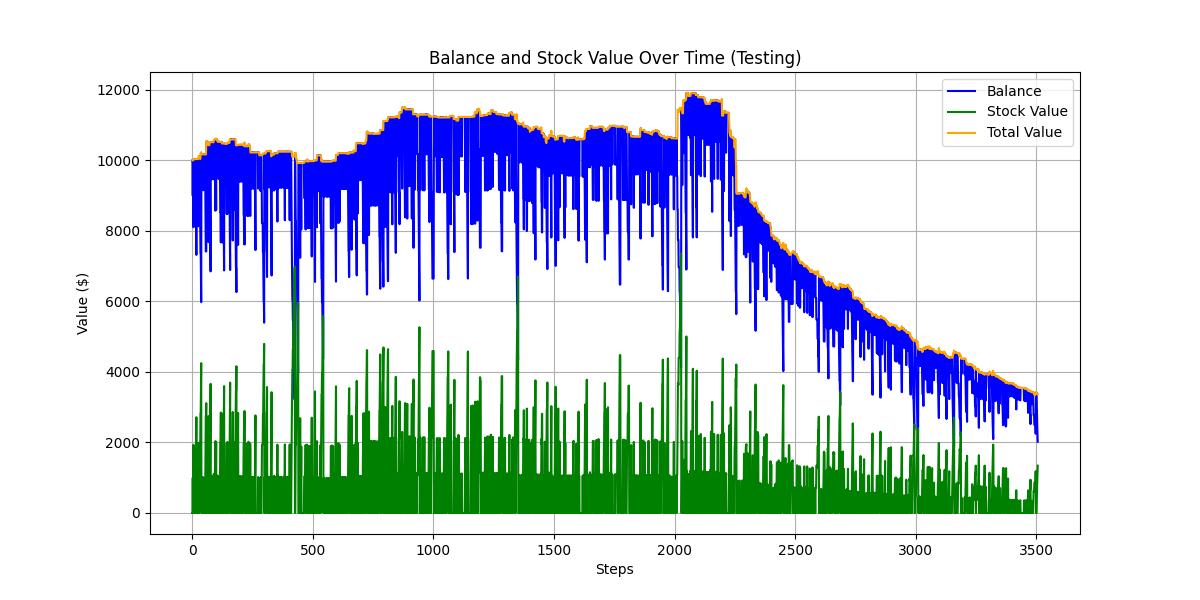 Balance and Stock Value Over Time (Testing)
Balance
Stock Value
Total Value
12000
10000
8000
6000
4000
2000
0
Value ($)
0 500 1000 1500 2000 2500 3000 3500
Steps